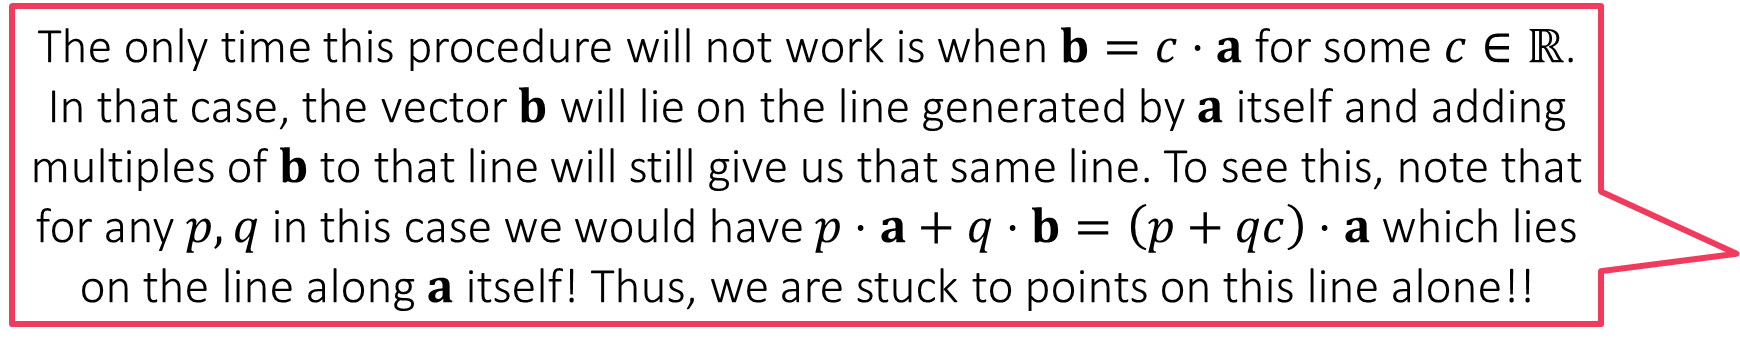 The only time this procedure will not work is when 𝐛 = 𝑐 ⋅ 𝐚 for some 𝑐 ∈ ℝ.
In that case, the vector 𝐛 will lie on the line generated by 𝐚 itself and adding
multiples of 𝐛 to that line will still give us that same line. To see this, note that
for any 𝑝, 𝑞 in this case we would have 𝑝 ⋅ 𝐚 + 𝑞 ⋅ 𝐛 = (𝑝 + 𝑞𝑐) ⋅ 𝐚 which lies
on the line along 𝐚 itself! Thus, we are stuck to points on this line alone!!